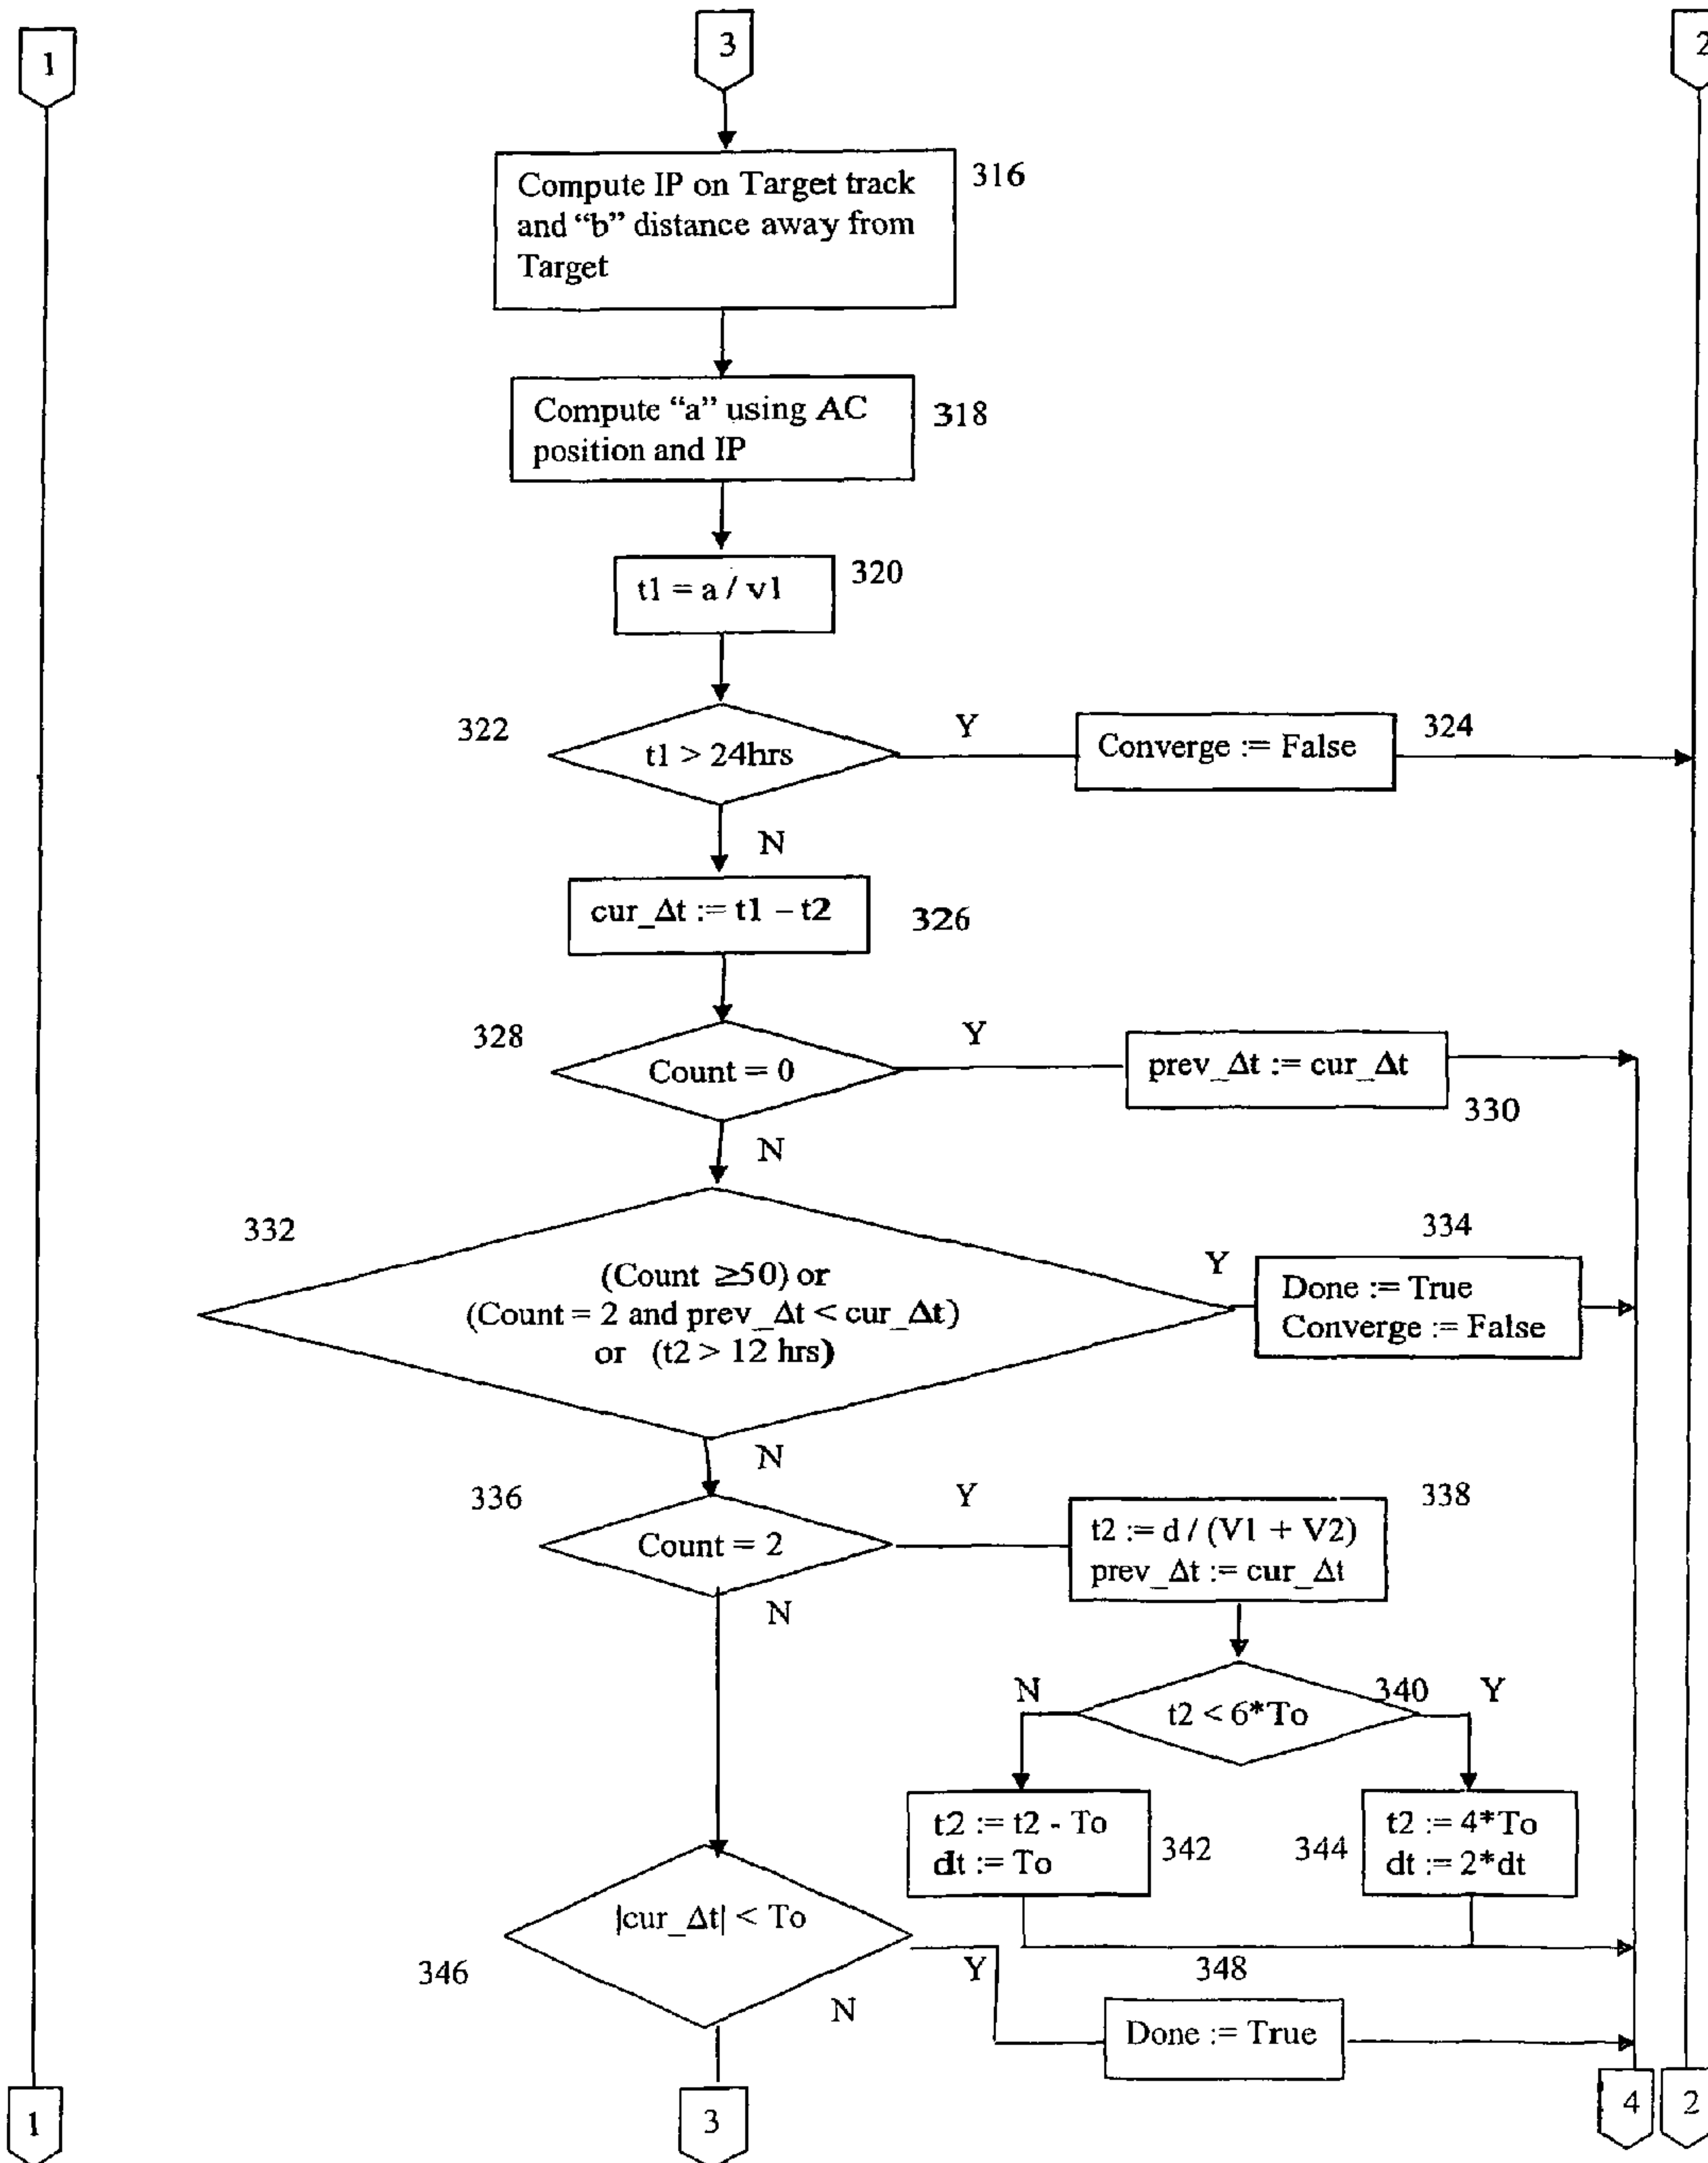 1
3
2
Compute IP on Target track
and “b” distance away from
Target
316
Compute “a” using AC
position and IP
318
t1 = a / v1
320
322
t1 > 24hrs
Y
Converge := False
324
N
cur_Δt := t1 – t2
326
328
Count = 0
Y
prev_Δt := cur_Δt
330
N
332
(Count ≥50) or
(Count = 2 and prev_Δt < cur_Δt)
or (t2 > 12 hrs)
Y
334
Done := True
Converge := False
N
336
Count = 2
Y
338
t2 := d / (V1 + V2)
prev_Δt := cur_Δt
N
N
t2 < 6*To
340
Y
t2 := t2 - To
dt := To
342
344
t2 := 4*To
dt := 2*dt
|cur_Δt| < To
346
Y
348
N
Done := True
1
3
4
2